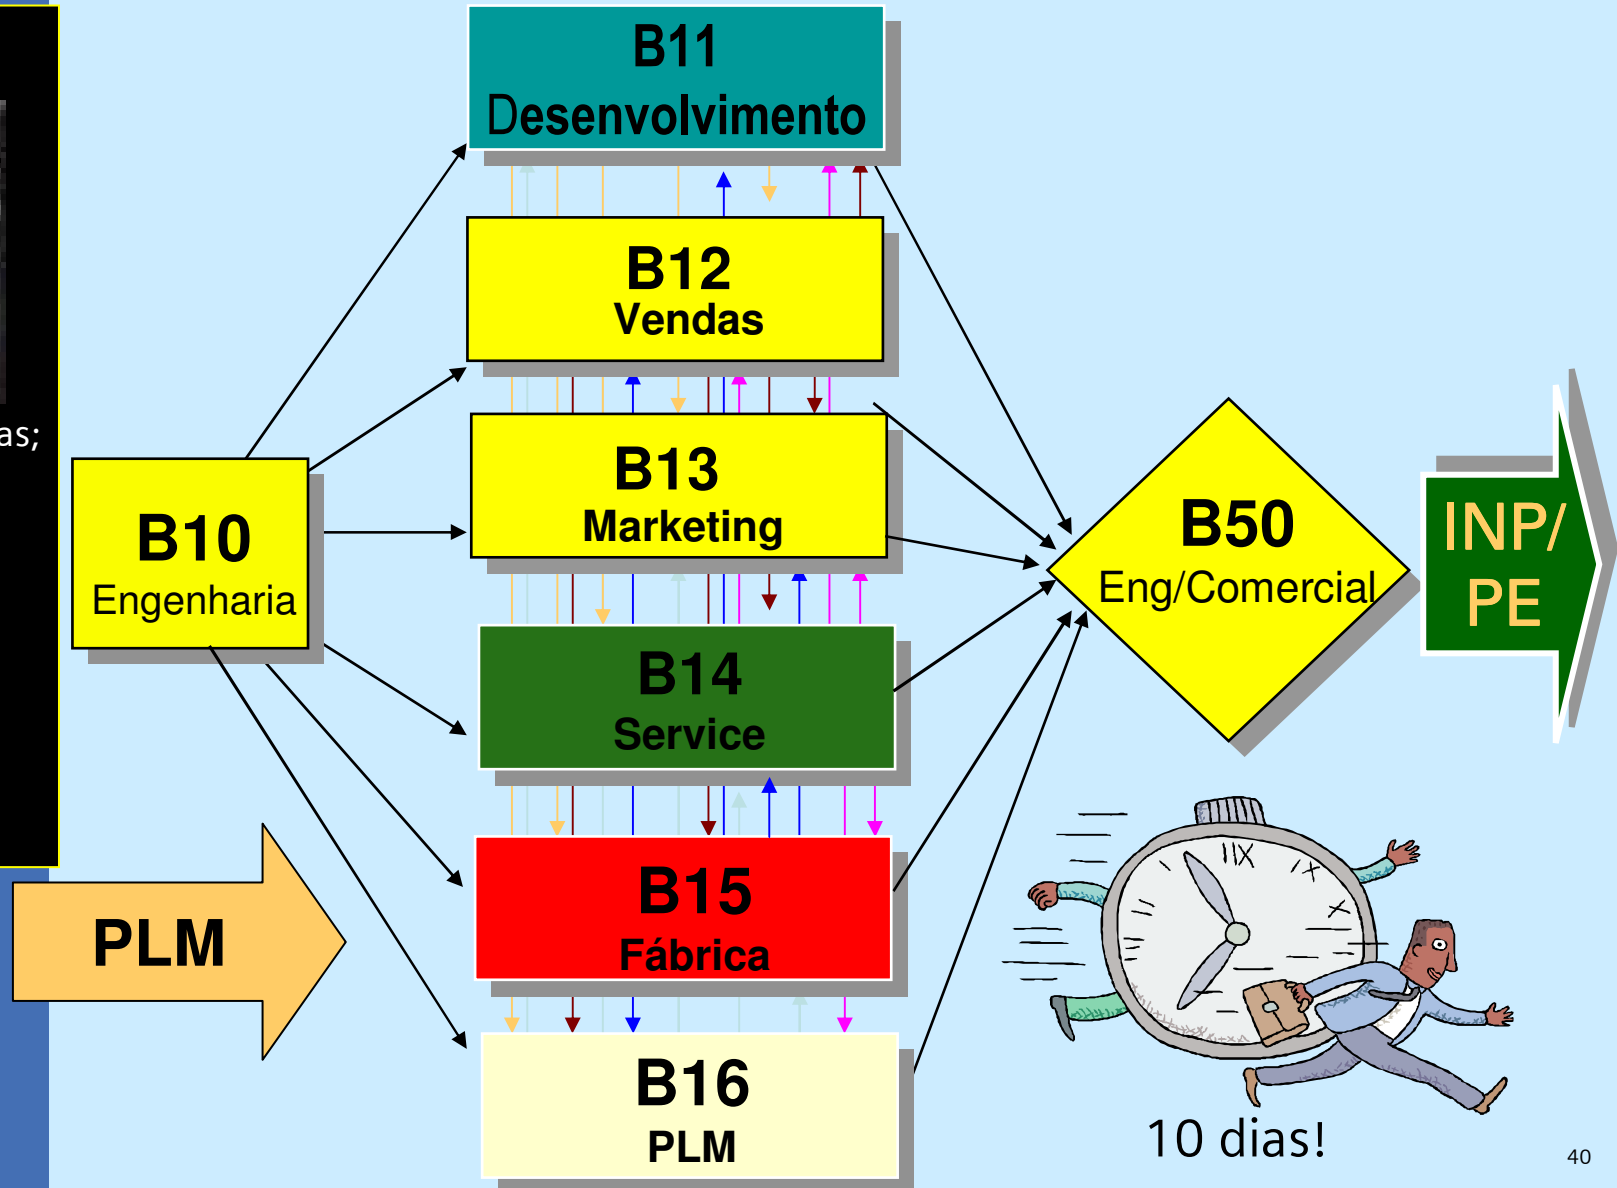 as;
B10
Engenharia
PLM
B11
Desenvolvimento
B12
Vendas
B13
Marketing
B14
Service
B15
Fábrica
B16
PLM
B50
Eng/Comercial
INP/
PE
10 dias!
40